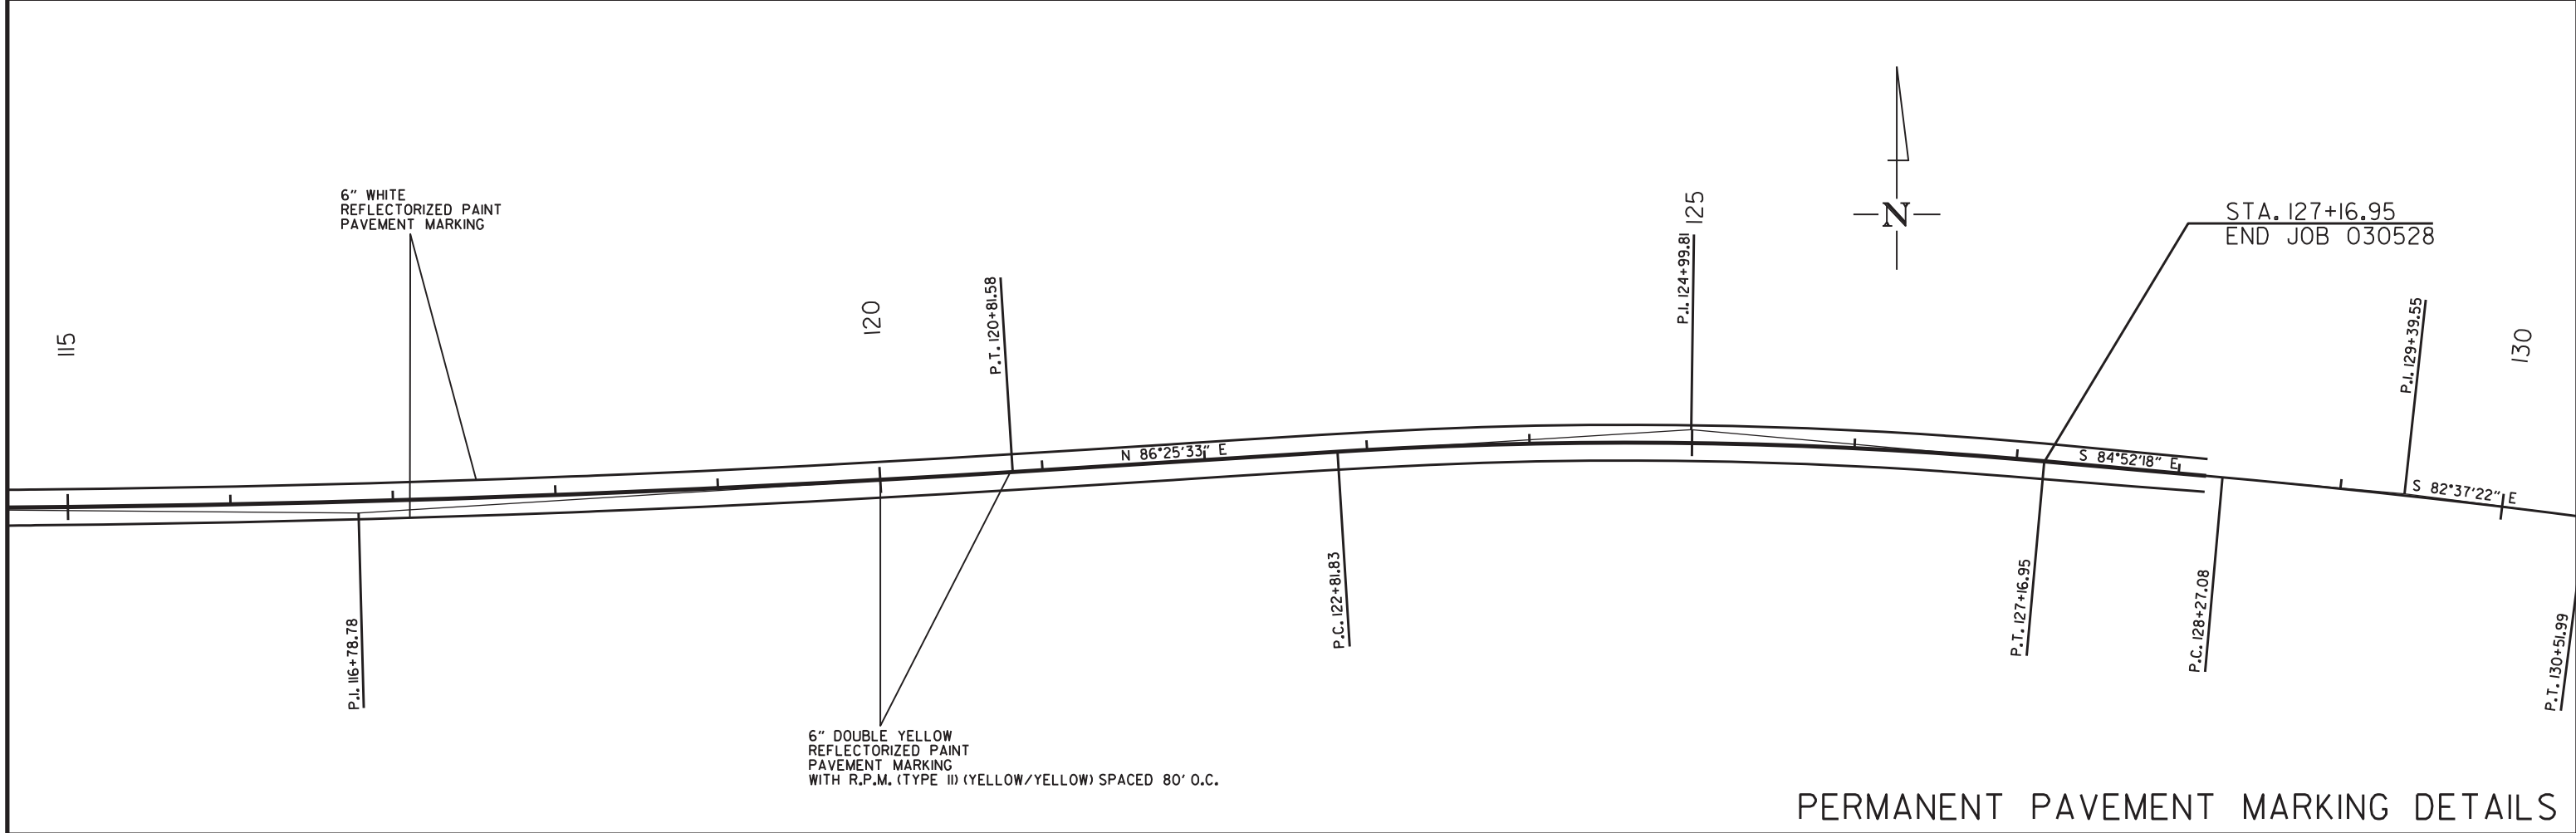 6" WHITE
REFLECTORIZED PAINT
PAVEMENT MARKING
115
120
P.T. 120+81.58
125
P.I. 124+99.81
N
STA. 127+16.95
END JOB 030528
P.I. 129+39.55
130
N 86°25'33" E
S 84°52'18" E
S 82°37'22" E
P.I. 116+78.78
P.C. 122+81.83
P.T. 127+16.95
P.C. 128+27.08
P.T. 130+51.99
6" DOUBLE YELLOW
REFLECTORIZED PAINT
PAVEMENT MARKING
WITH R.P.M. (TYPE II) (YELLOW/YELLOW) SPACED 80' O.C.
PERMANENT PAVEMENT MARKING DETAILS